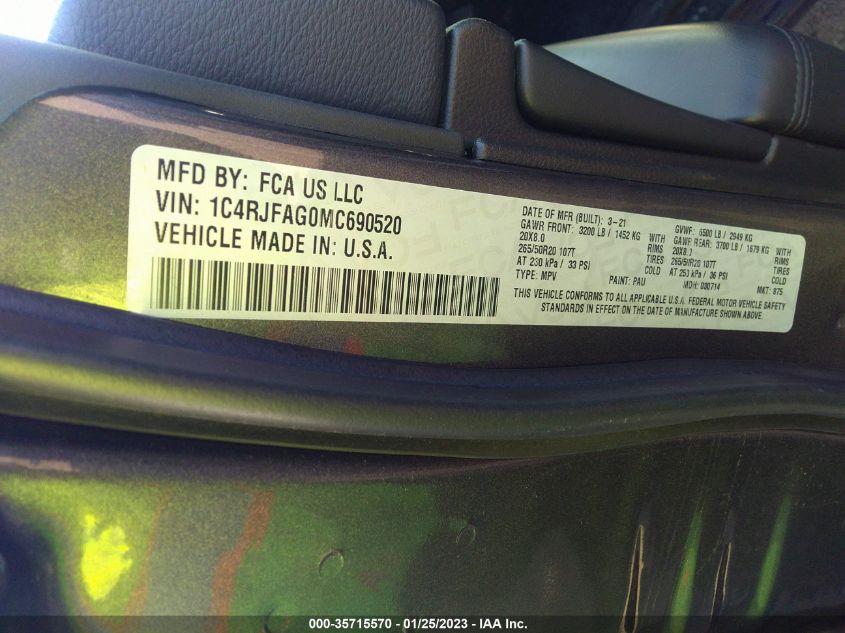 MFD BY: FCA US LLC
VIN: 1C4RJFAG0MC690520
VEHICLE MADE IN: U.S.A.
DATE OF MFR (BUILT): 3-21
GAWR FRONT: 3200 LB / 1452 KG WITH
20X8.0 RIMS
265/50R20 107T TIRES
AT 230 kPa / 33 PSI COLD
TYPE: MPV PAINT: PAU
GVWR: 6500 LB / 2949 KG
GAWR REAR: 3700 LB / 1679 KG WITH
20X8.0 RIMS
265/50R20 107T TIRES
AT 250 kPa / 36 PSI COLD
MDH: 030714 MKT: 875
THIS VEHICLE CONFORMS TO ALL APPLICABLE U.S.A. FEDERAL MOTOR VEHICLE SAFETY
STANDARDS IN EFFECT ON THE DATE OF MANUFACTURE SHOWN ABOVE.
000-35715570 - 01/25/2023 - IAA Inc.